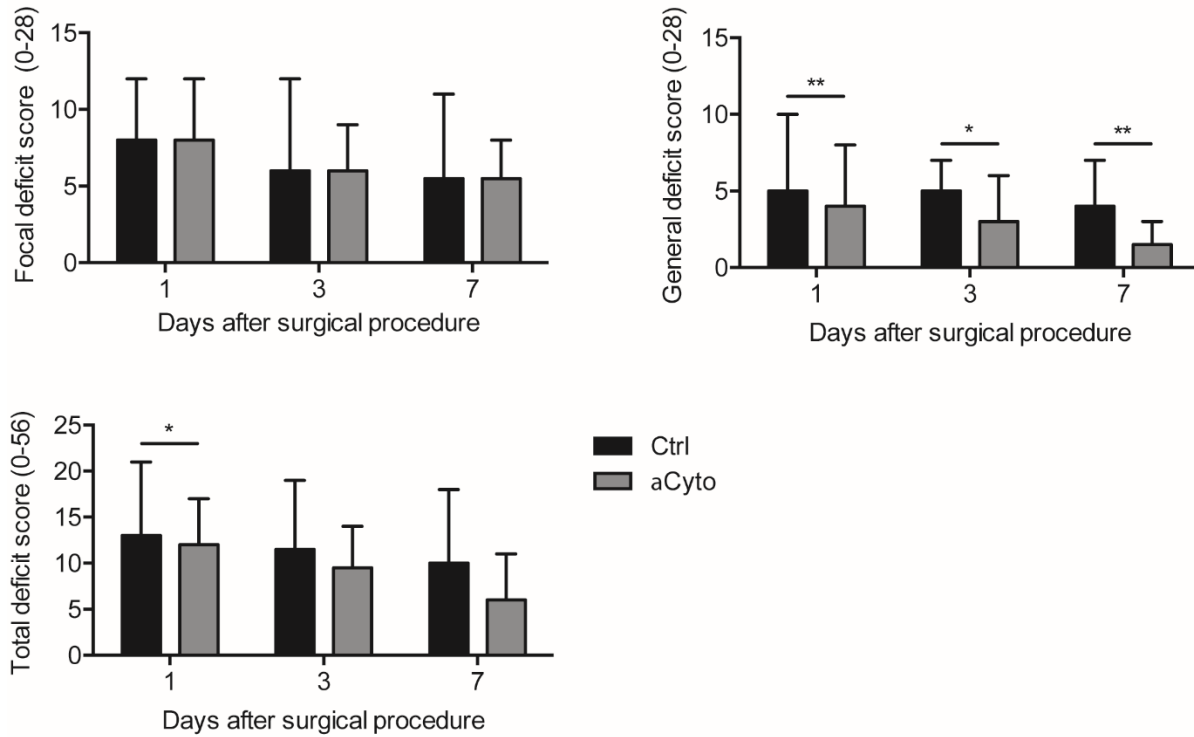 Focal deficit score (0-28)
15
10
5
0
1 3 7
Days after surgical procedure
General deficit score (0-28)
15
10
5
0
**
*
**
1 3 7
Days after surgical procedure
Total deficit score (0-56)
25
20
15
10
5
0
*
1 3 7
Days after surgical procedure
Ctrl
aCyto